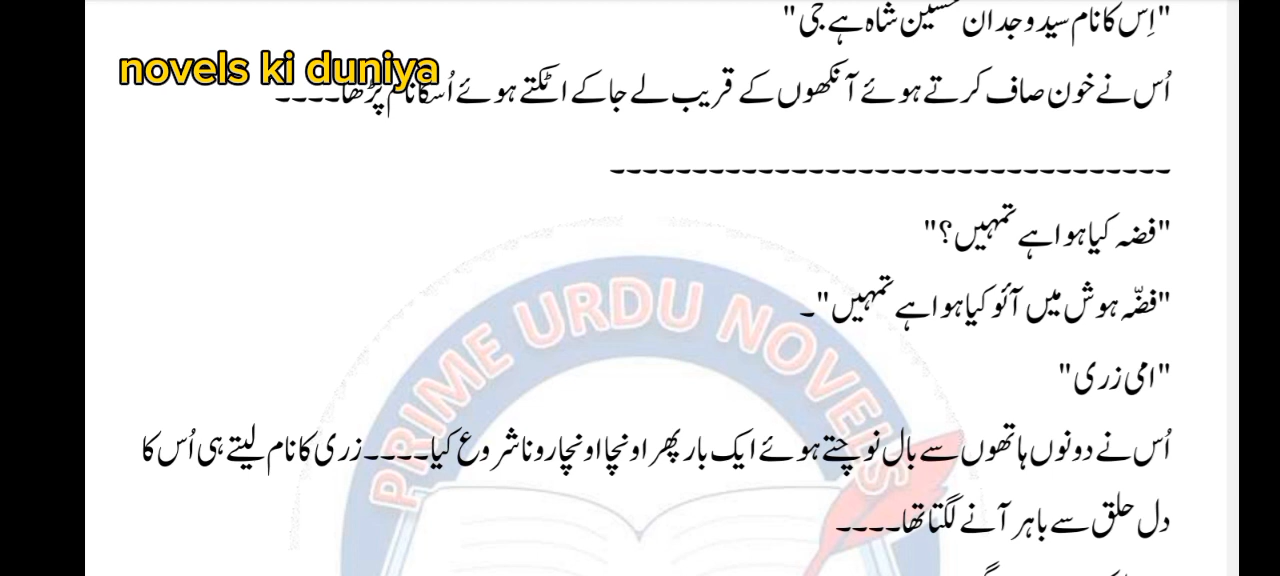 "اِس کا نام سید وجدان حسین شاہ ہے جی"
novels ki duniya
اُس نے خون صاف کرتے ہوئے آنکھوں کے قریب لے جا کے اٹکتے ہوئے اُسکا نام پڑھا۔۔۔۔
۔۔۔۔۔۔۔۔۔۔۔۔۔۔۔۔۔۔۔۔۔۔۔۔۔۔۔۔۔۔۔۔۔
"فضہ کیا ہوا ہے تمہیں؟"
"فضّہ ہوش میں آئو کیا ہوا ہے تمہیں"۔
"امی زری"
اُس نے دونوں ہاتھوں سے بال نوچتے ہوئے ایک بار پھر اونچا اونچا رونا شروع کیا۔۔۔۔زری کا نام لیتے ہی اُس کا
دل حلق سے باہر آنے لگتا تھا۔۔۔۔
PRIME URDU NOVELS